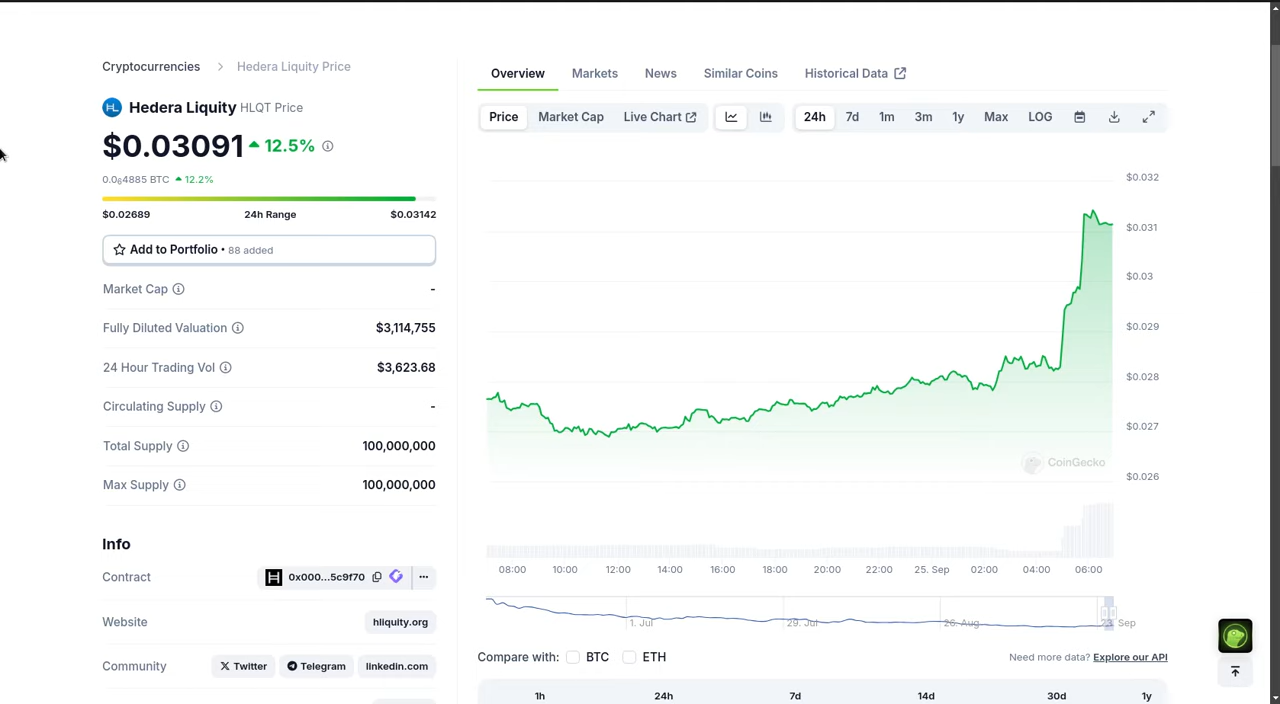 Cryptocurrencies > Hedera Liquity Price
HL Hedera Liquity HLQT Price
$0.03091 12.5%
0.0₆4885 BTC 12.2%
$0.02689 24h Range $0.03142
Add to Portfolio • 88 added
Market Cap -
Fully Diluted Valuation $3,114,755
24 Hour Trading Vol $3,623.68
Circulating Supply -
Total Supply 100,000,000
Max Supply 100,000,000
Info
Contract 0x000...5c9f70
Website hliquity.org
Community Twitter Telegram linkedin.com
Overview Markets News Similar Coins Historical Data
Price Market Cap Live Chart 24h 7d 1m 3m 1y Max LOG
$0.032
$0.031
$0.03
$0.029
$0.028
$0.027
$0.026
CoinGecko
08:00 10:00 12:00 14:00 16:00 18:00 20:00 22:00 25. Sep 02:00 04:00 06:00
1. Jul 29. Jul 26. Aug 23. Sep
Compare with: BTC ETH Need more data? Explore our API
1h 24h 7d 14d 30d 1y